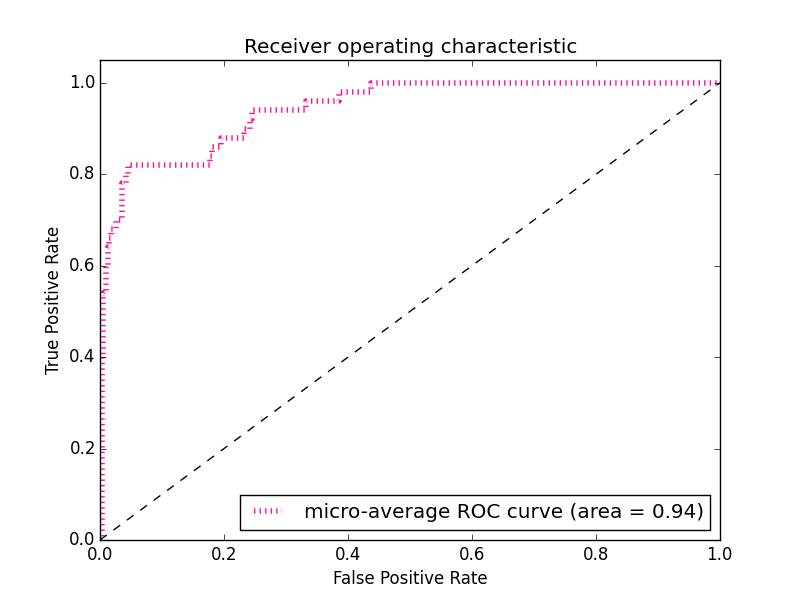 Receiver operating characteristic
1.0
0.8
0.6
0.4
0.2
0.0
True Positive Rate
micro-average ROC curve (area = 0.94)
0.0 0.2 0.4 0.6 0.8 1.0
False Positive Rate